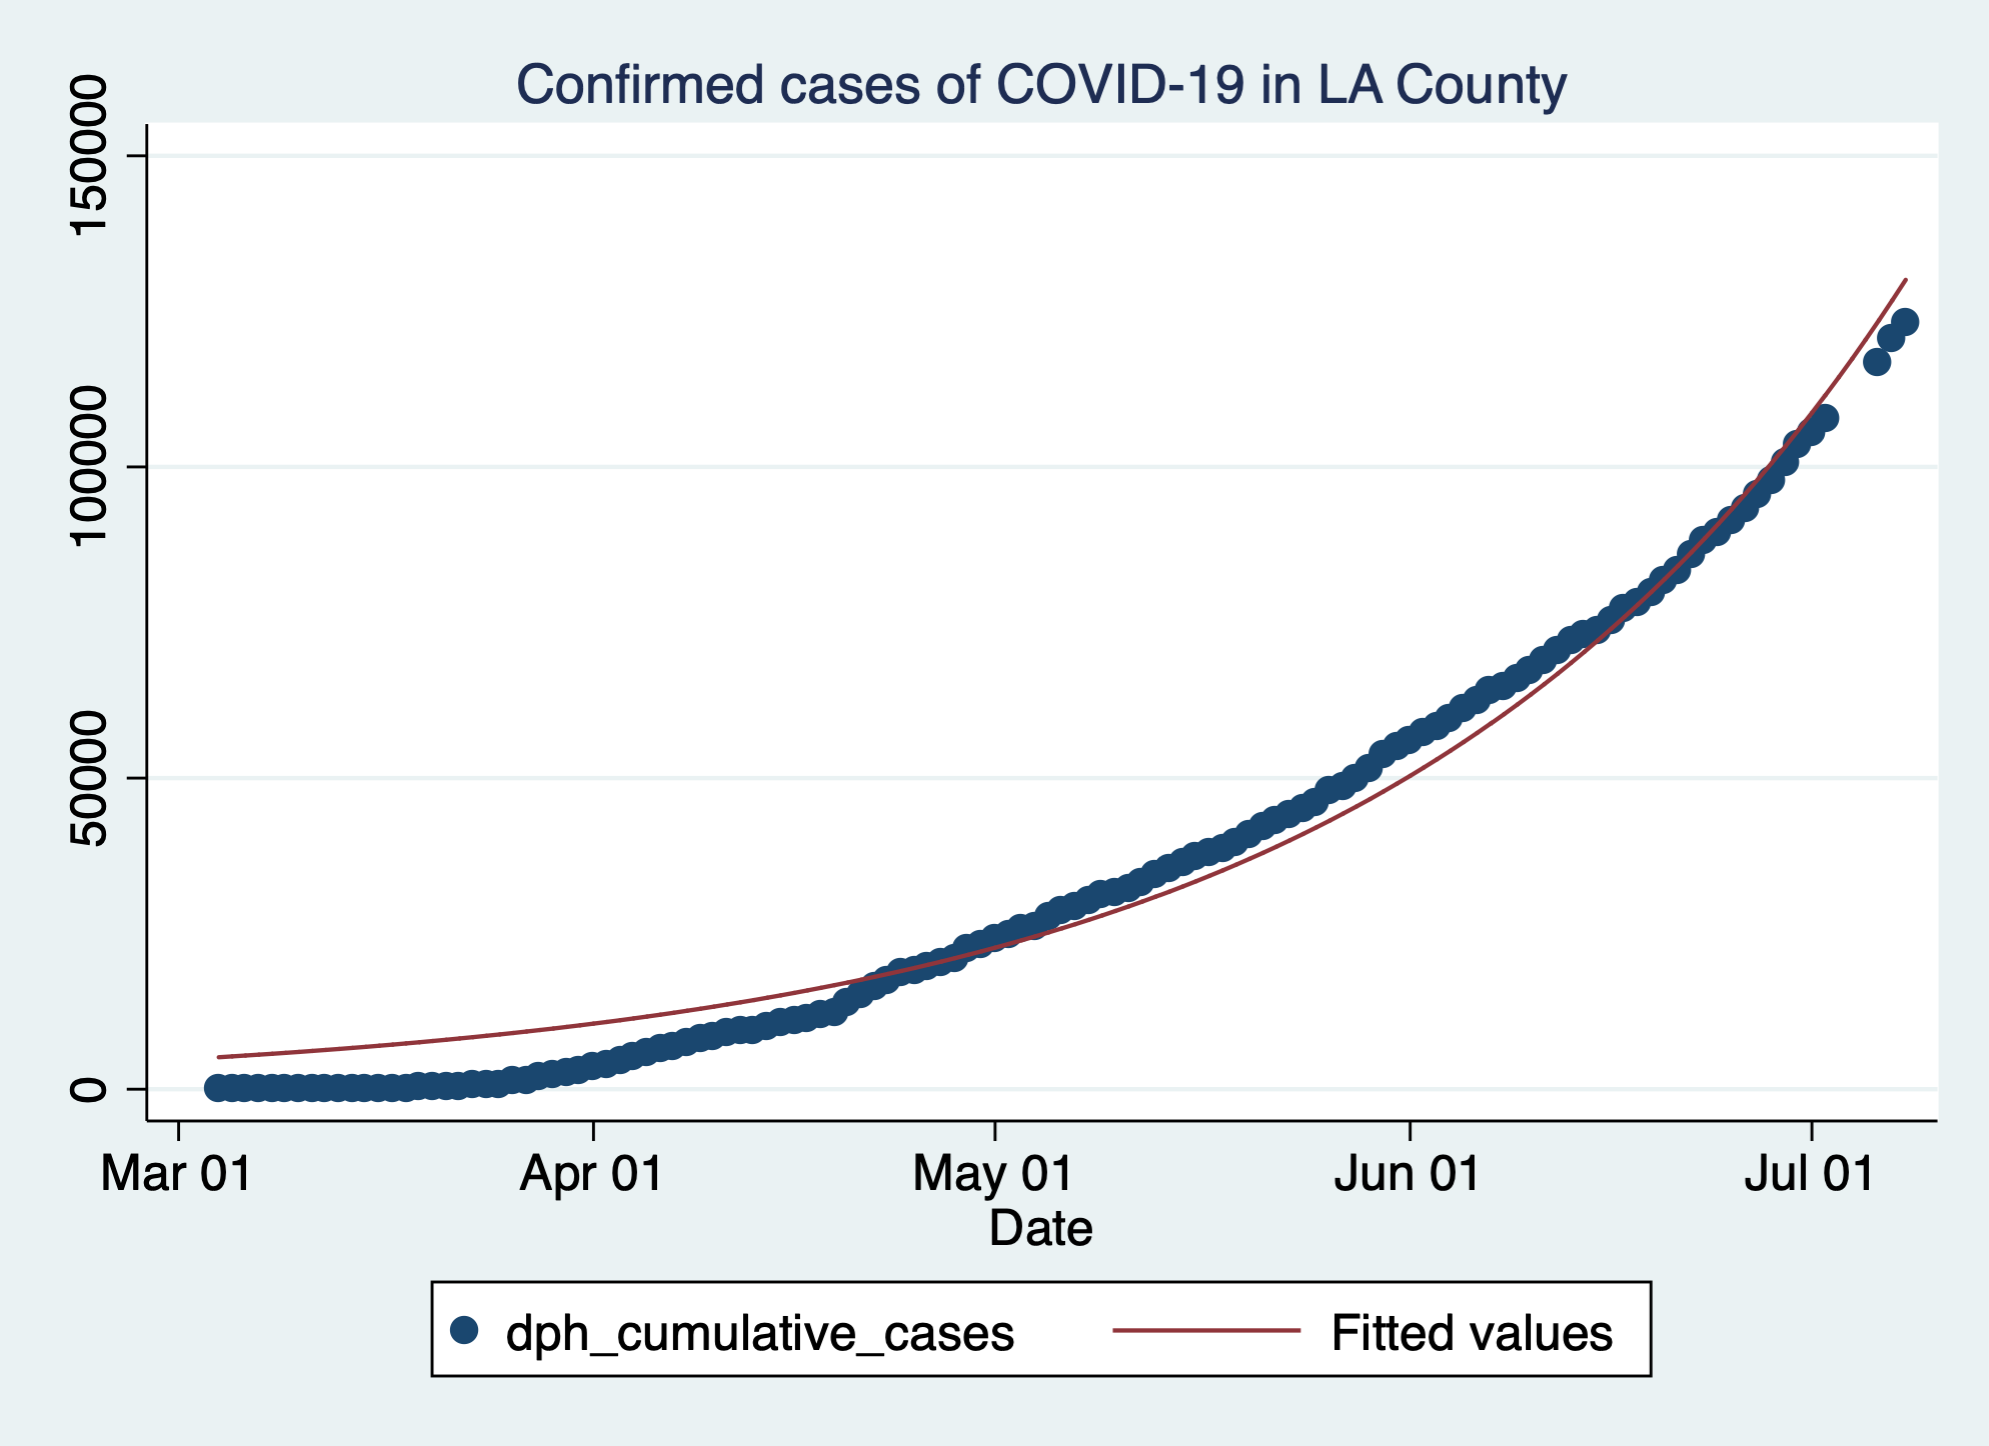 Confirmed cases of COVID-19 in LA County
150000
100000
50000
0
Mar 01 Apr 01 May 01 Jun 01 Jul 01
Date
dph_cumulative_cases Fitted values